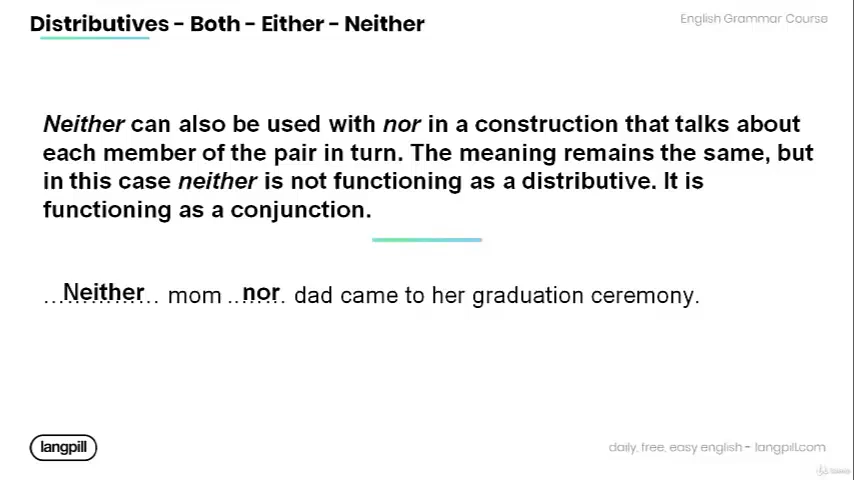 Distributives - Both - Either - Neither
English Grammar Course
Neither can also be used with nor in a construction that talks about
each member of the pair in turn. The meaning remains the same, but
in this case neither is not functioning as a distributive. It is
functioning as a conjunction.
...Neither... mom ..nor. dad came to her graduation ceremony.
langpill
daily, free, easy english - langpill.com